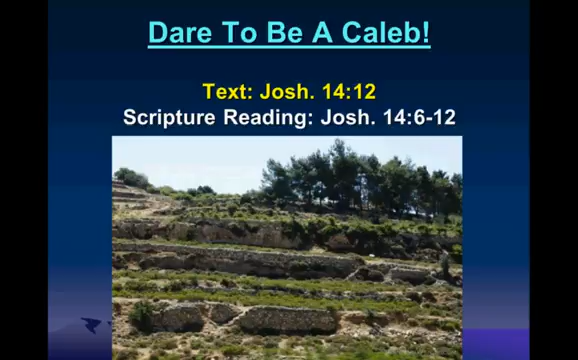 Dare To Be A Caleb!
Text: Josh. 14:12
Scripture Reading: Josh. 14:6-12